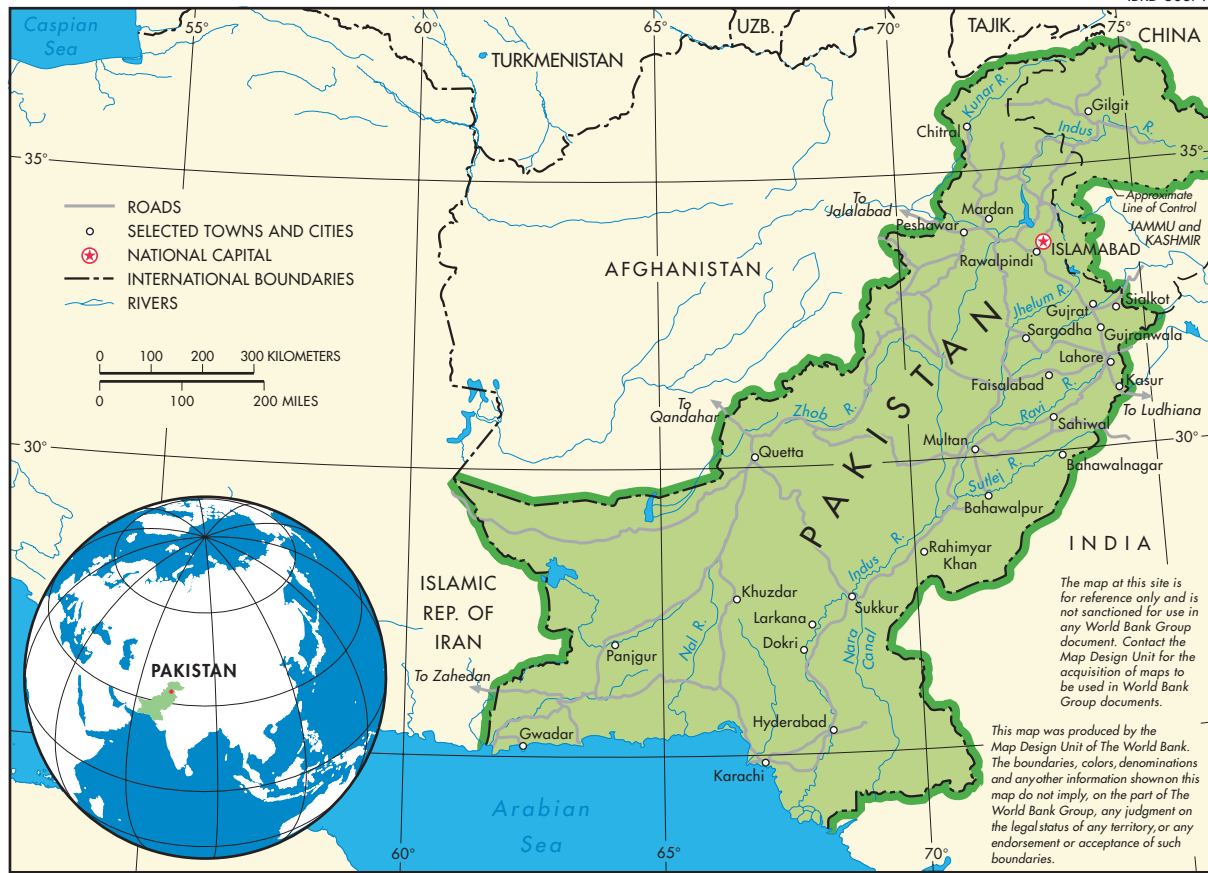 55°
60°
65°
UZB.
70°
TAJIK.
75°
CHINA
Caspian
Sea
TURKMENISTAN
Kunar R.
Gilgit
Chitral
Indus R.
35°
35°
ROADS
SELECTED TOWNS AND CITIES
NATIONAL CAPITAL
INTERNATIONAL BOUNDARIES
RIVERS
To
Jalalabad
Mardan
Peshawar
Approximate
Line of Control
JAMMU and
KASHMIR
ISLAMABAD
Rawalpindi
AFGHANISTAN
Jhelum R.
Sialkot
Gujrat
Sargodha
Gujranwala
0 100 200 300 KILOMETERS
0 100 200 MILES
Lahore
Faisalabad
Kasur
To
Qandahar
To Ludhiana
Zhob R.
Ravi R.
Sahiwal
PAKISTAN
30°
30°
Multan
Quetta
Bahawalnagar
Sutlej R.
Bahawalpur
Indus R.
Rahimyar
Khan
INDIA
ISLAMIC
REP. OF
IRAN
Khuzdar
Sukkur
Larkana
Dokri
Nara
Canal
Nal R.
Panjgur
PAKISTAN
To Zahedan
The map at this site is
for reference only and is
not sanctioned for use in
any World Bank Group
document. Contact the
Map Design Unit for the
acquisition of maps to
be used in World Bank
Group documents.
Hyderabad
Gwadar
Karachi
This map was produced by the
Map Design Unit of The World Bank.
The boundaries, colors, denominations
and any other information shown on this
map do not imply, on the part of The
World Bank Group, any judgment on
the legal status of any territory, or any
endorsement or acceptance of such
boundaries.
Arabian
Sea
60°
65°
70°